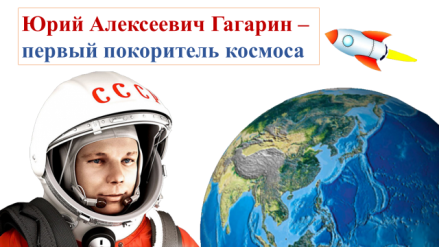 Юрий Алексеевич Гагарин –
первый покоритель космоса
СССР